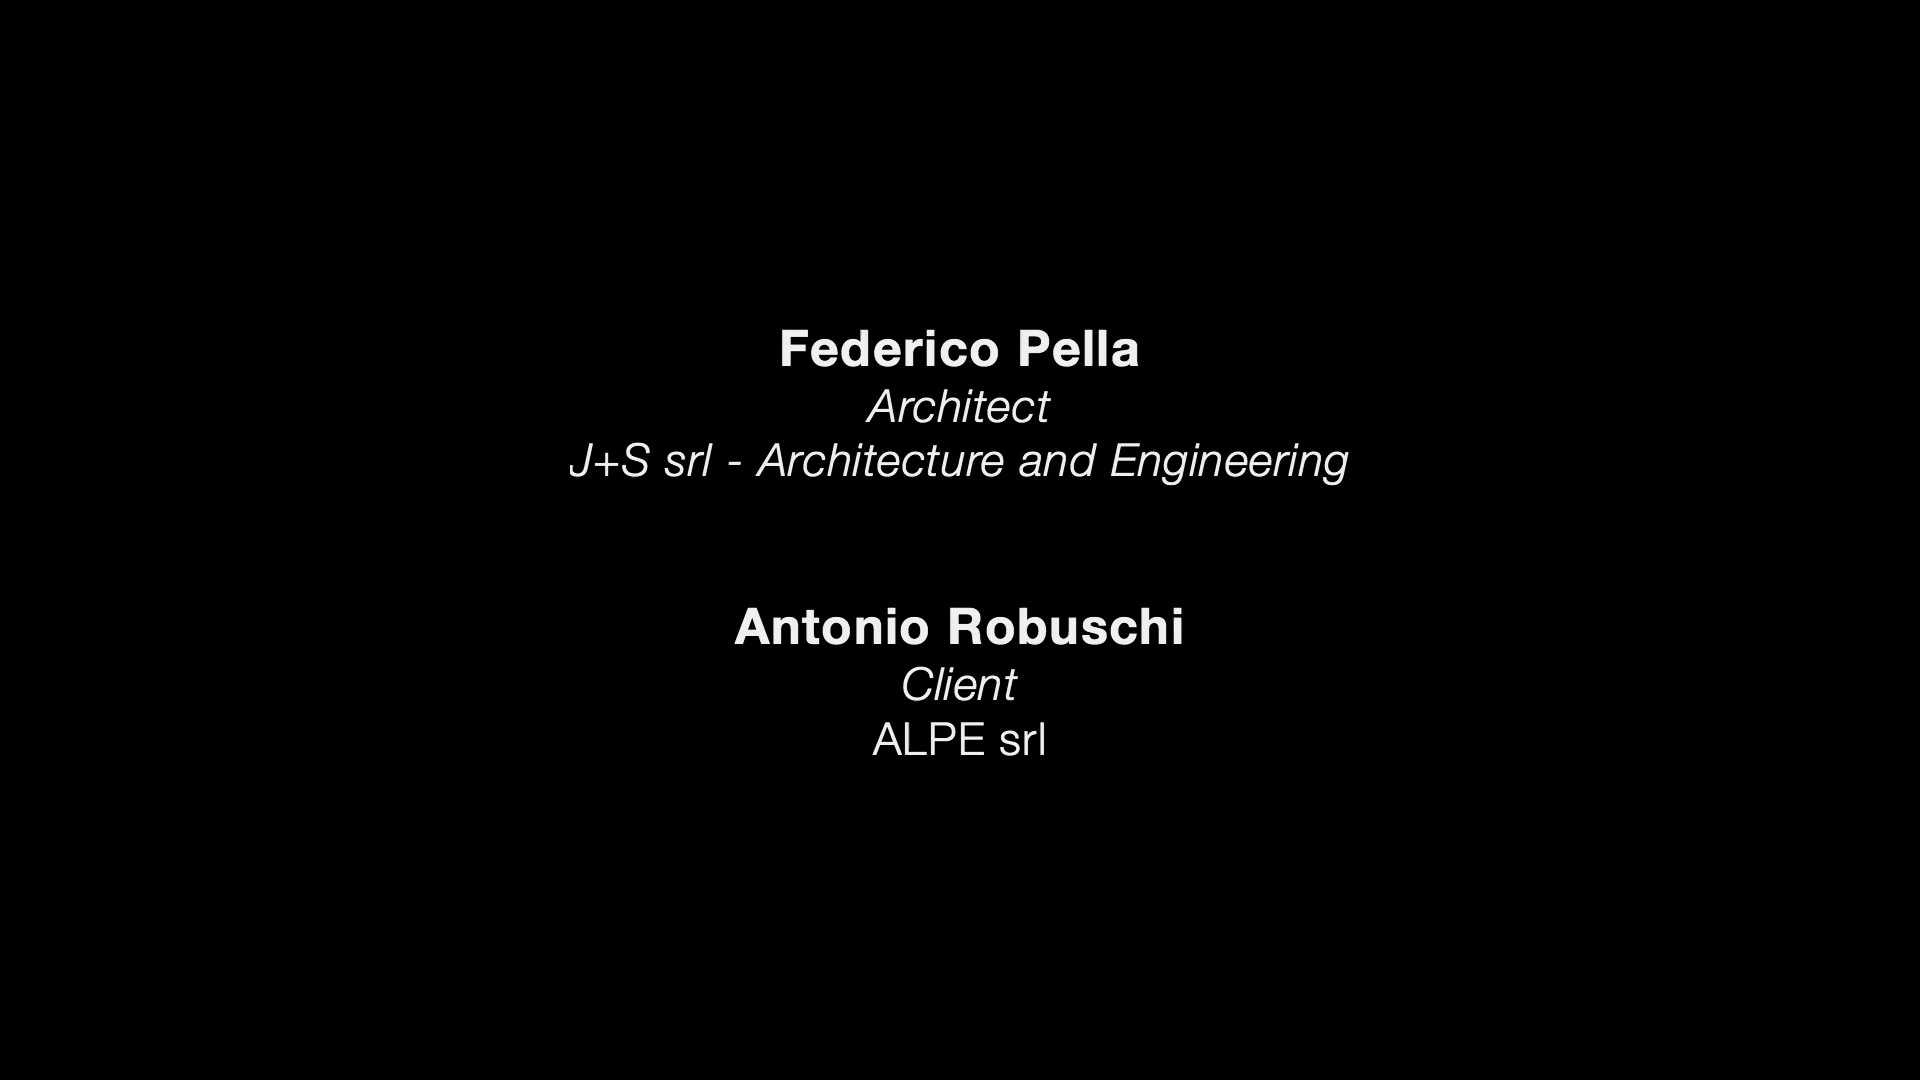 Federico Pella
Architect
J+S srl - Architecture and Engineering
Antonio Robuschi
Client
ALPE srl